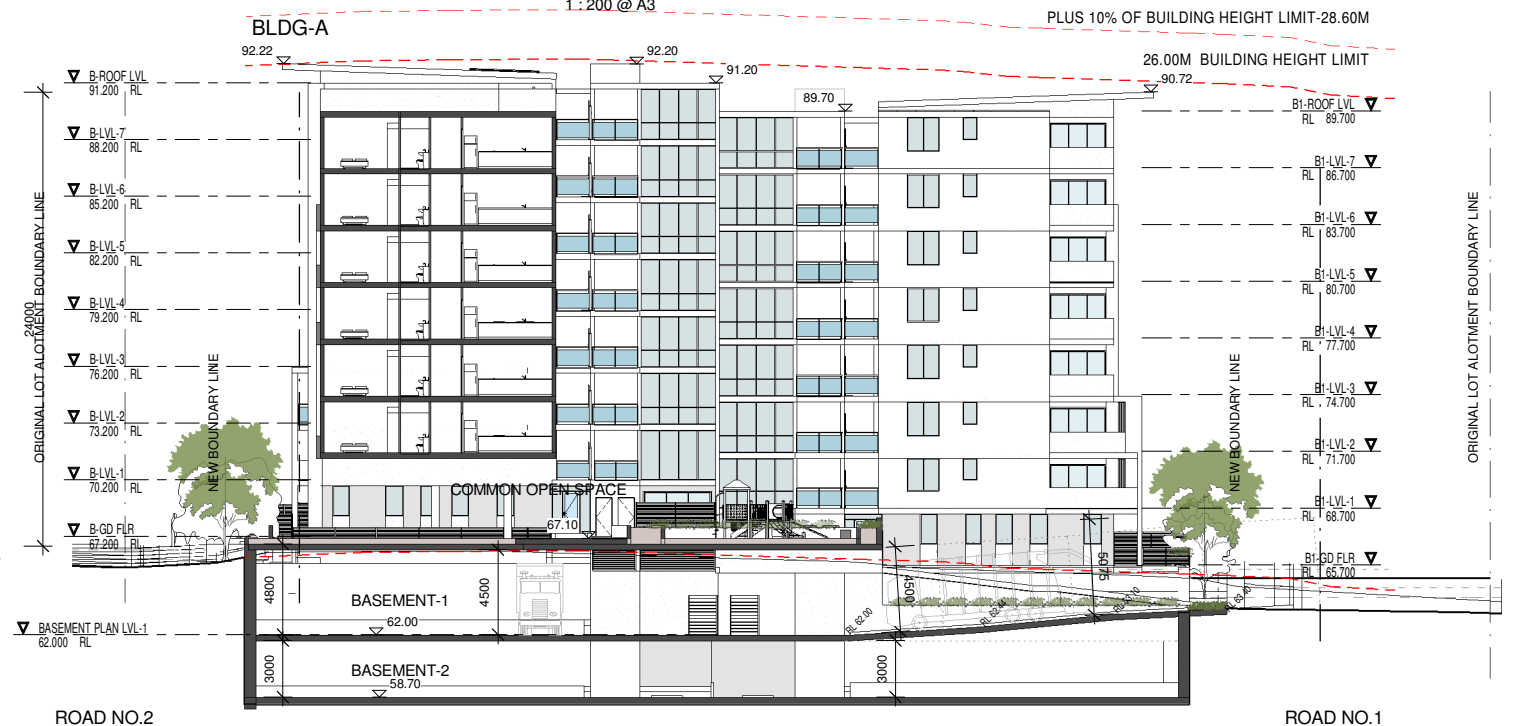 1 : 200 @ A3
PLUS 10% OF BUILDING HEIGHT LIMIT-28.60M
BLDG-A
92.22
92.20
26.00M BUILDING HEIGHT LIMIT
91.20
90.72
89.70
B-ROOF LVL
91.200 RL
B-LVL-7
88.200 RL
B-LVL-6
85.200 RL
B-LVL-5
82.200 RL
B-LVL-4
79.200 RL
B-LVL-3
76.200 RL
B-LVL-2
73.200 RL
B-LVL-1
70.200 RL
B-GD FLR
67.200 RL
24000
ORIGINAL LOT ALOTMENT BOUNDARY LINE
NEW BOUNDARY LINE
B1-ROOF LVL
RL 89.700
B1-LVL-7
RL 86.700
B1-LVL-6
RL 83.700
B1-LVL-5
RL 80.700
B1-LVL-4
RL 77.700
B1-LVL-3
RL 74.700
B1-LVL-2
RL 71.700
B1-LVL-1
RL 68.700
B1-GD FLR
RL 65.700
NEW BOUNDARY LINE
ORIGINAL LOT ALOTMENT BOUNDARY LINE
COMMON OPEN SPACE
67.10
4800
4500
4500
5075
BASEMENT-1
62.00
RL 62.00
RL 62.44
RL 63.40
BASEMENT PLAN LVL-1
62.000 RL
3000
BASEMENT-2
58.70
3000
ROAD NO.2
ROAD NO.1